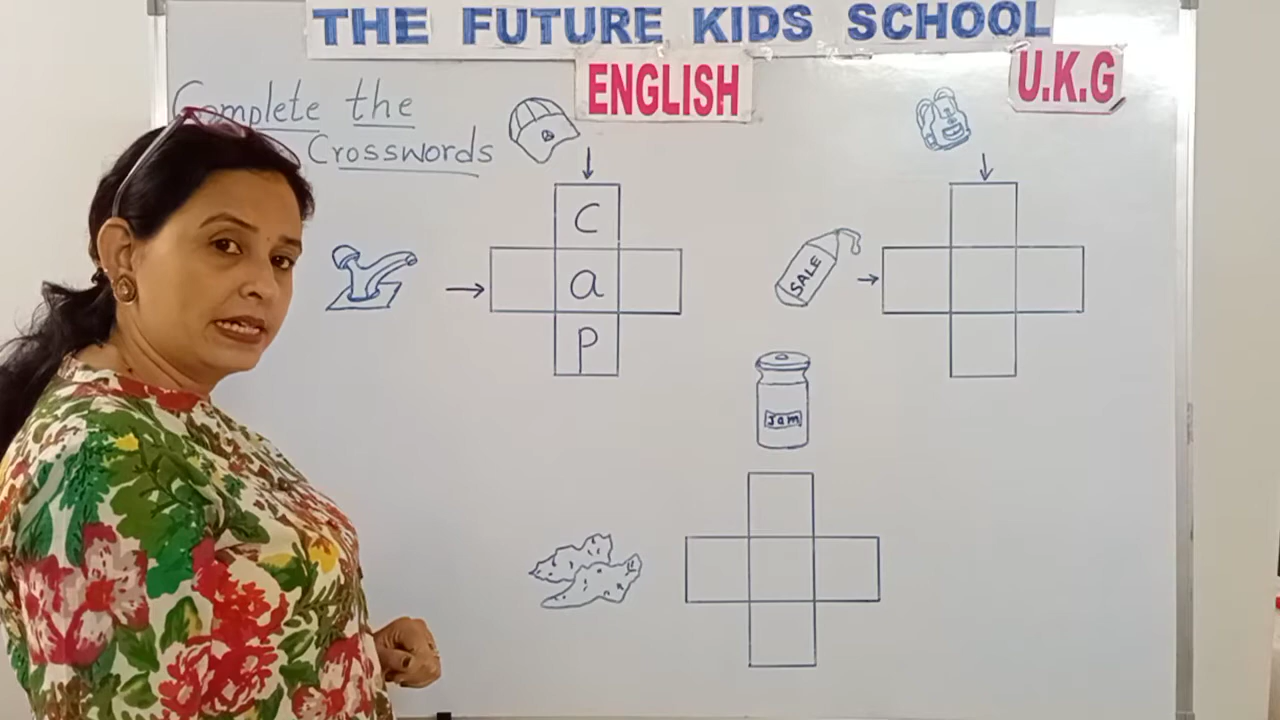 THE FUTURE KIDS SCHOOL
ENGLISH
U.K.G
Complete the
Crosswords
C
a
P
SALE
Jam